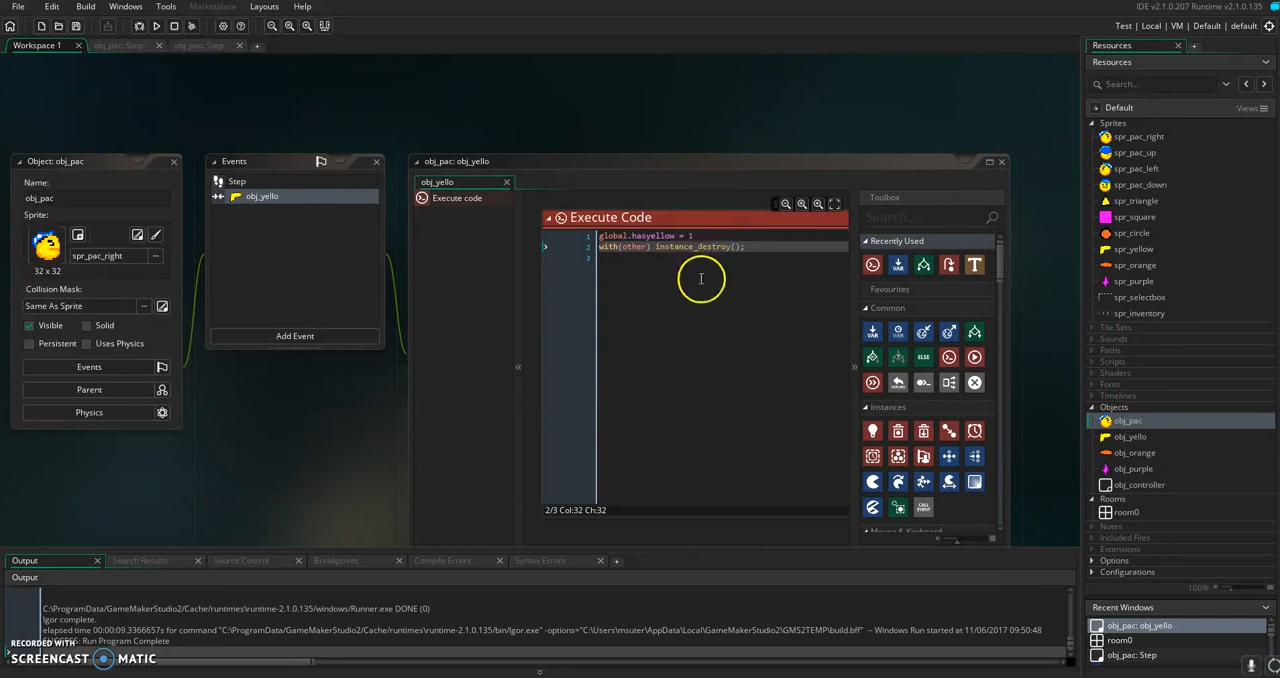 File Edit Build Windows Tools Marketplace Layouts Help
IDE v2.1.0.207 Runtime v2.1.0.135
Test | Local | VM | Default | default
Workspace 1
obj_pac: Step
obj_pac: Step
Resources
Resources
Search...
Default
Views
Sprites
spr_pac_right
spr_pac_up
spr_pac_left
spr_pac_down
spr_triangle
spr_square
spr_circle
spr_yellow
spr_orange
spr_purple
spr_selectbox
spr_inventory
Tile Sets
Sounds
Paths
Scripts
Shaders
Fonts
Timelines
Objects
obj_pac
obj_yello
obj_orange
obj_purple
obj_controller
Rooms
room0
Notes
Included Files
Extensions
Options
Configurations
100%
Recent Windows
obj_pac: obj_yello
room0
obj_pac: Step
Object: obj_pac
Name:
obj_pac
Sprite:
spr_pac_right
32 x 32
Collision Mask:
Same As Sprite
Visible
Solid
Persistent
Uses Physics
Events
Parent
Physics
Events
Step
obj_yello
Add Event
obj_pac: obj_yello
obj_yello
Execute code
Execute Code
1 global.hasyellow = 1
2 with(other) instance_destroy();
3
2/3 Col:32 Ch:32
Toolbox
Search...
Recently Used
Favourites
Common
ELSE
RETURN
Instances
CALL
EVENT
Mouse & Keyboard
Output
Search Results
Source Control
Breakpoints
Compile Errors
Syntax Errors
Output
C:\ProgramData/GameMakerStudio2/Cache/runtimes\runtime-2.1.0.135/windows/Runner.exe DONE (0)
Igor complete.
elapsed time 00:00:09.3366657s for command "C:\ProgramData/GameMakerStudio2/Cache/runtimes\runtime-2.1.0.135/bin/Igor.exe" -options="C:\Users\msuter\AppData\Local\GameMakerStudio2\GMS2TEMP\build.bff" -- Windows Run started at 11/06/2017 09:50:48
SUCCESS: Run Program Complete
RECORDED WITH
SCREENCAST MATIC